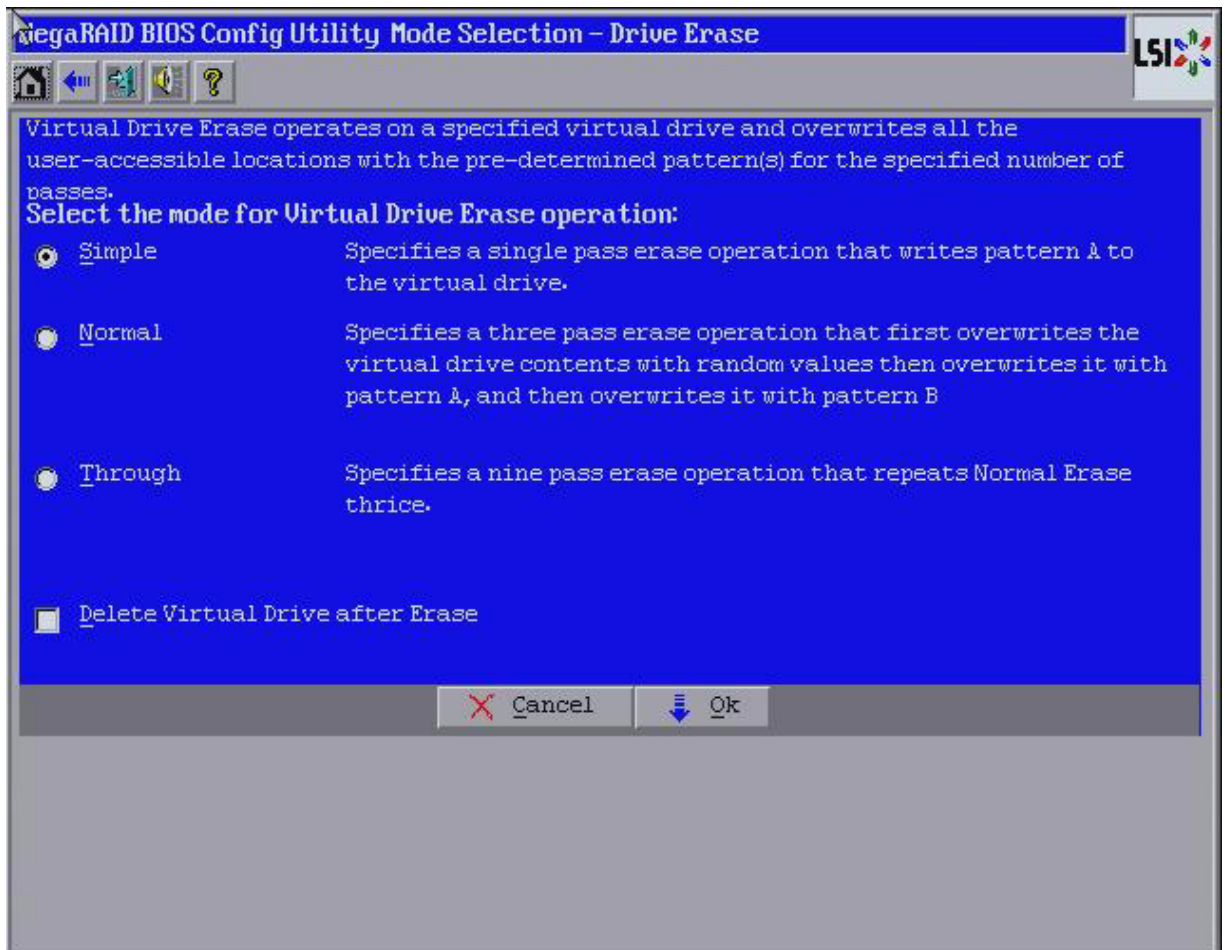 MegaRAID BIOS Config Utility Mode Selection – Drive Erase
LSI
Virtual Drive Erase operates on a specified virtual drive and overwrites all the
user-accessible locations with the pre-determined pattern(s) for the specified number of
passes.
Select the mode for Virtual Drive Erase operation:
Simple
Specifies a single pass erase operation that writes pattern A to
the virtual drive.
Normal
Specifies a three pass erase operation that first overwrites the
virtual drive contents with random values then overwrites it with
pattern A, and then overwrites it with pattern B
Through
Specifies a nine pass erase operation that repeats Normal Erase
thrice.
Delete Virtual Drive after Erase
Cancel
Ok